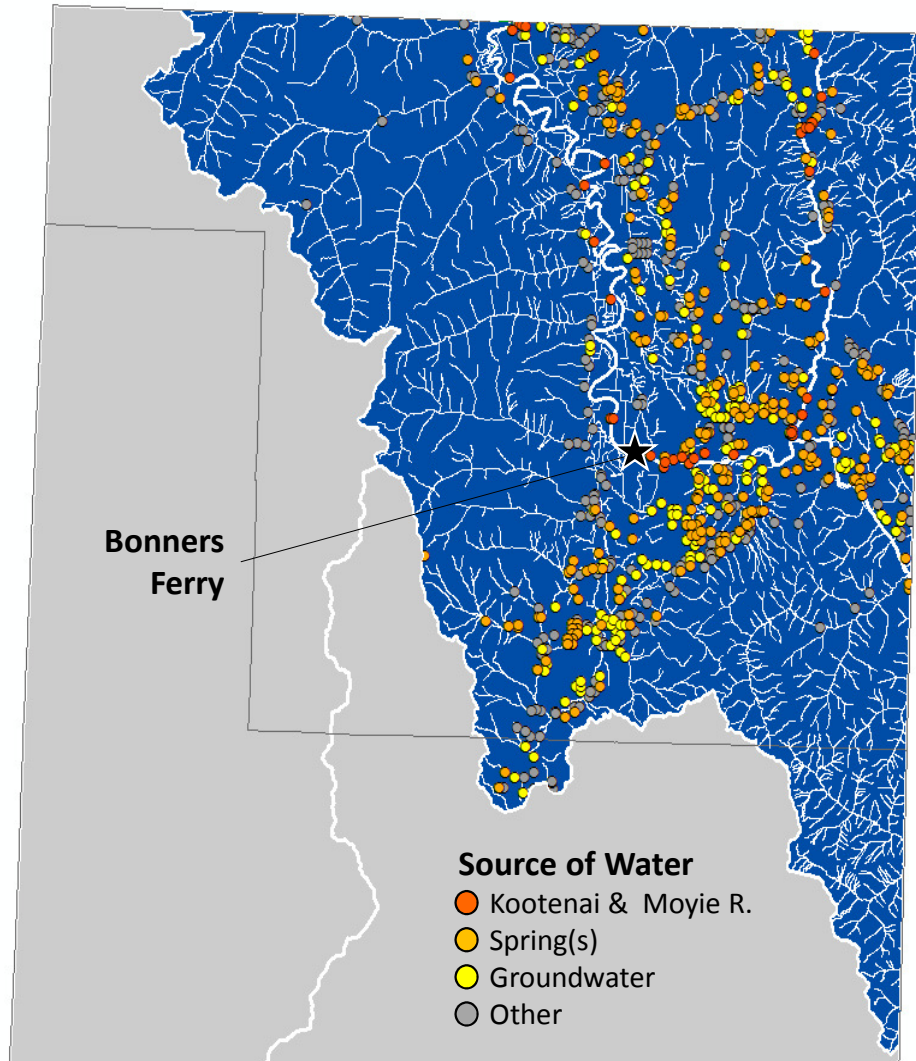 Bonners
Ferry
Source of Water
Kootenai & Moyie R.
Spring(s)
Groundwater
Other